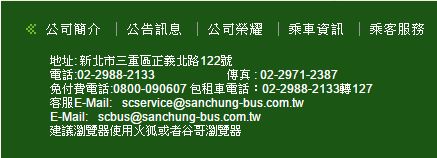 « 公司簡介 | 公告訊息 | 公司榮耀 | 乘車資訊 | 乘客服務
地址: 新北市三重區正義北路122號
電話:02-2988-2133 傳真 : 02-2971-2387
免付費電話:0800-090607 包租車電話：02-2988-2133轉127
客服E-Mail: scservice@sanchung-bus.com.tw
E-Mail: scbus@sanchung-bus.com.tw
建議瀏覽器使用火狐或者谷哥瀏覽器